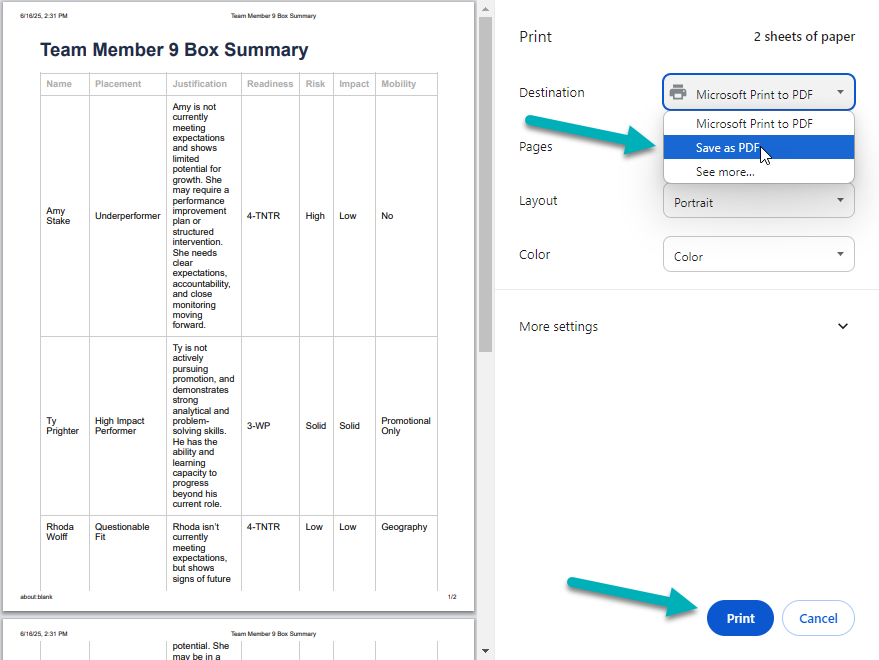 6/16/25, 2:31 PM
Team Member 9 Box Summary
Team Member 9 Box Summary
Name
Placement
Justification
Readiness
Risk
Impact
Mobility
Amy
Stake
Underperformer
Amy is not
currently
meeting
expectations
and shows
limited
potential for
growth. She
may require a
performance
improvement
plan or
structured
intervention.
She needs
clear
expectations,
accountability,
and close
monitoring
moving
forward.
4-TNTR
High
Low
No
Ty
Prighter
High Impact
Performer
Ty is not
actively
pursuing
promotion, and
demonstrates
strong
analytical and
problem-
solving skills.
He has the
ability and
learning
capacity to
progress
beyond his
current role.
3-WP
Solid
Solid
Promotional
Only
Rhoda
Wolff
Questionable
Fit
Rhoda isn't
currently
meeting
expectations,
but shows
signs of future
4-TNTR
Low
Low
Geography
about:blank
1/2
6/16/25, 2:31 PM
Team Member 9 Box Summary
potential. She
may be in a
Print
2 sheets of paper
Destination
Microsoft Print to PDF
Microsoft Print to PDF
Save as PDF
See more...
Pages
Layout
Portrait
Color
Color
More settings
Print
Cancel